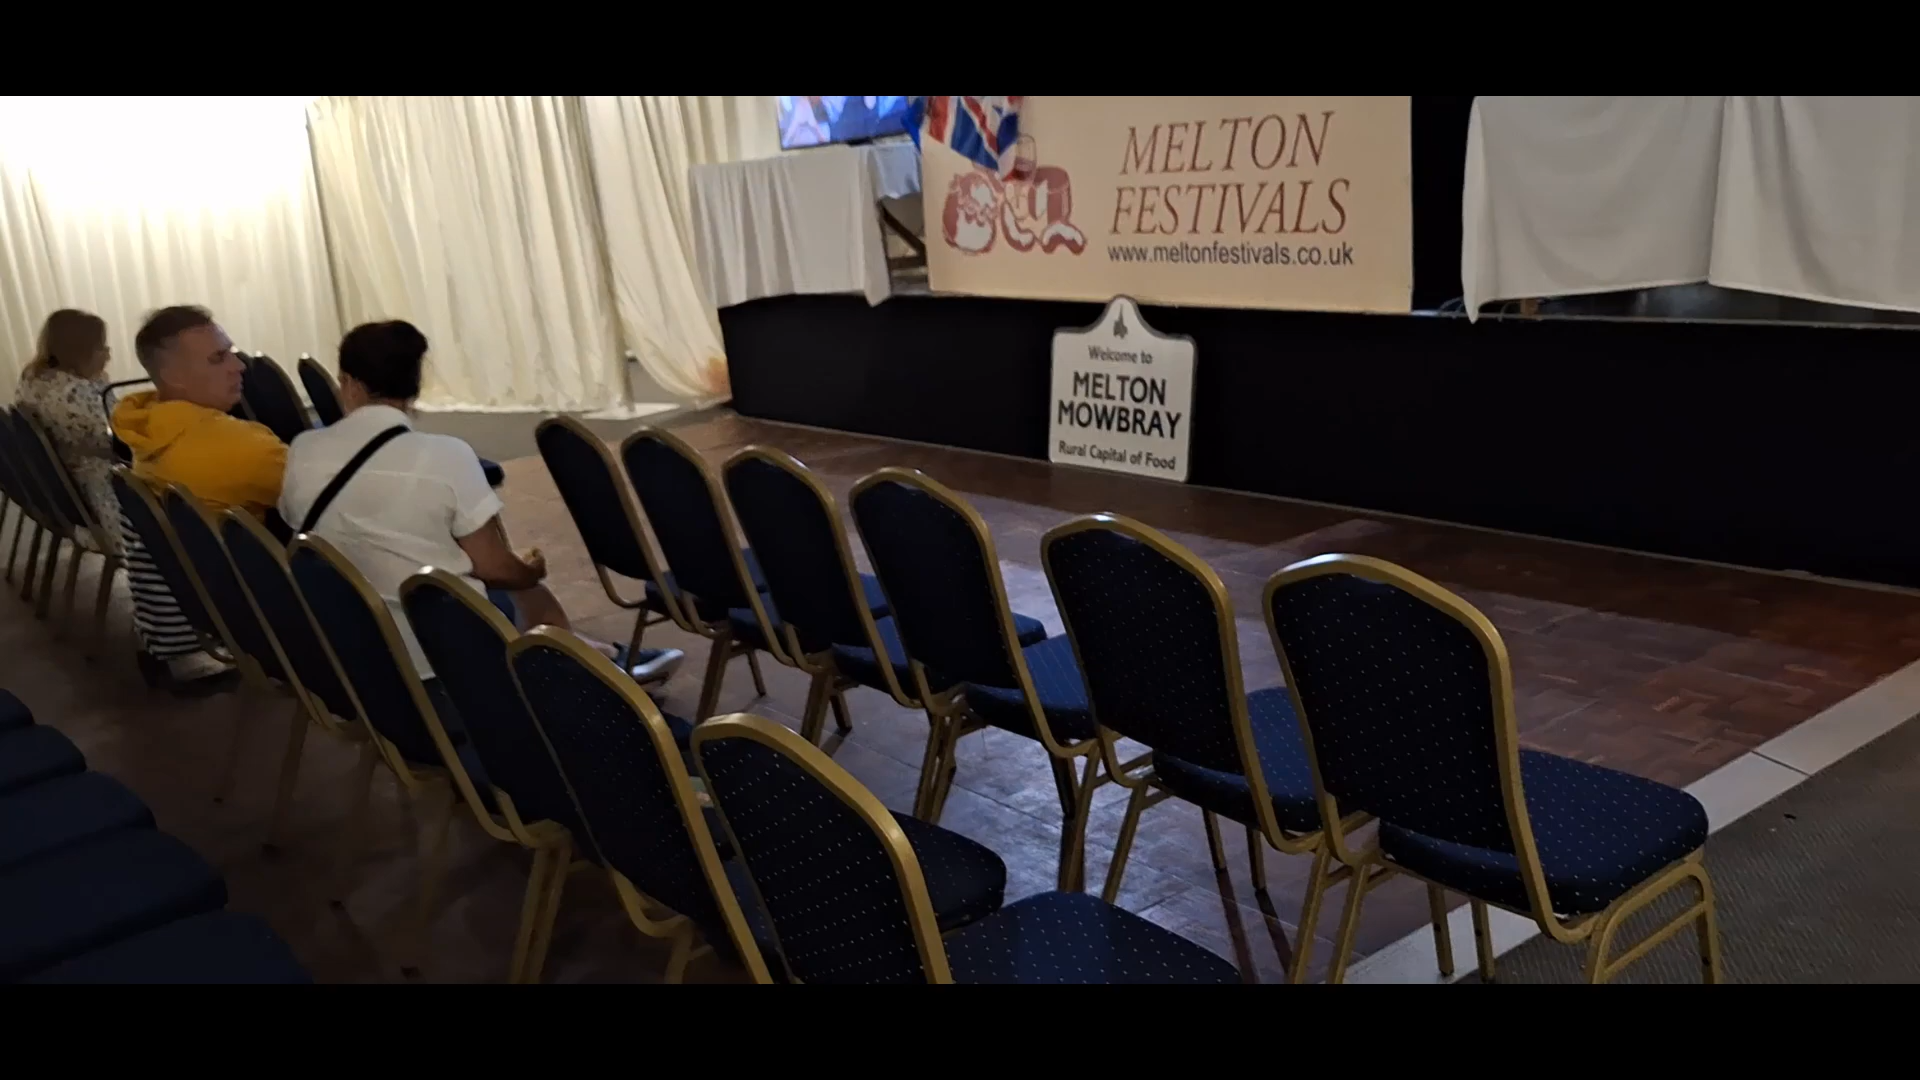 MELTON
FESTIVALS
www.meltonfestivals.co.uk
Welcome to
MELTON
MOWBRAY
Rural Capital of Food